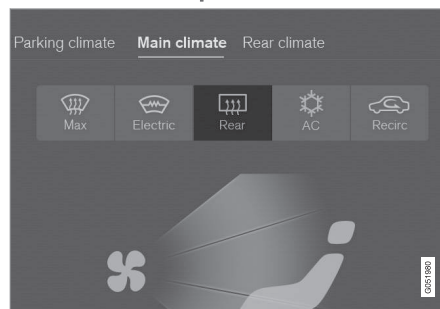 Parking climate Main climate Rear climate
Max Electric Rear AC Recirc
G051980